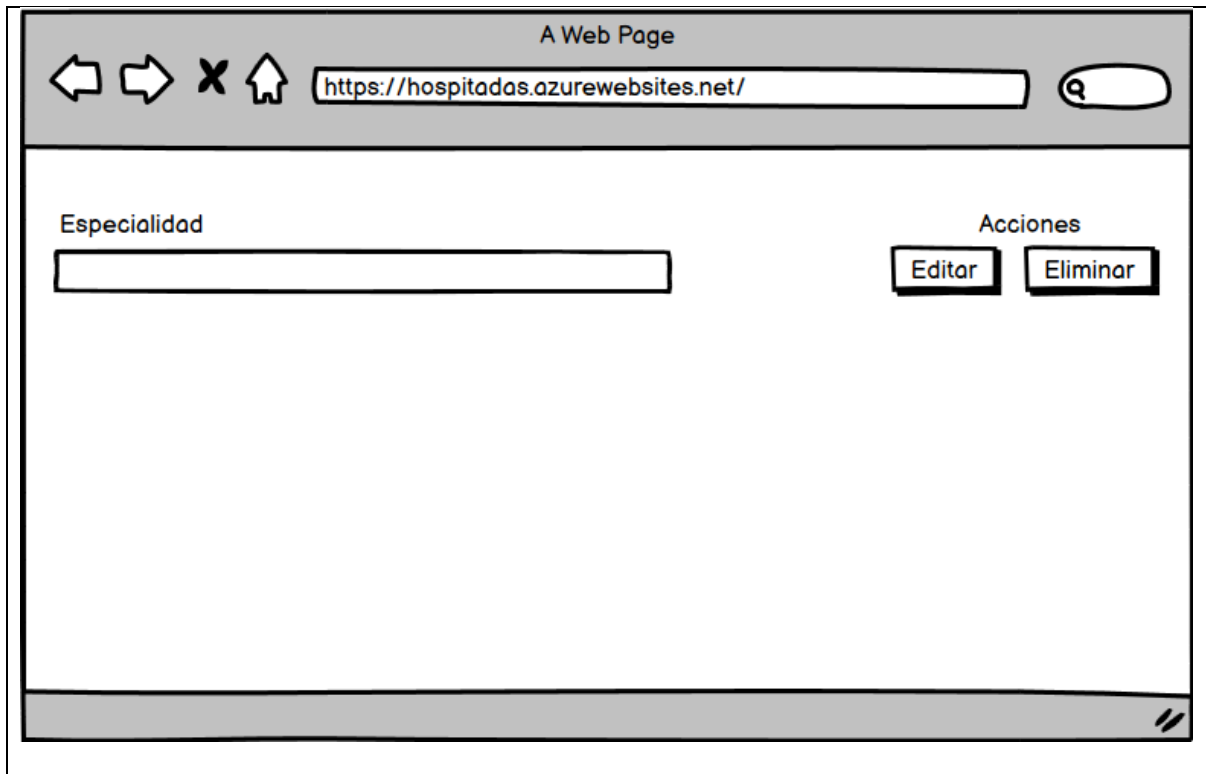 A Web Page
https://hospitadas.azurewebsites.net/
Especialidad
Acciones
Editar
Eliminar